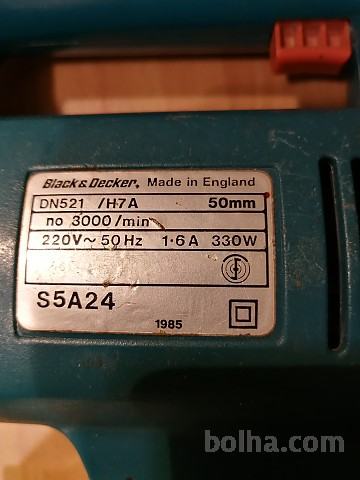 Black & Decker, Made in England
DN521 /H7A 50mm
no 3000/min
220V~ 50Hz 1·6A 330W
S5A24
1985
bolha.com